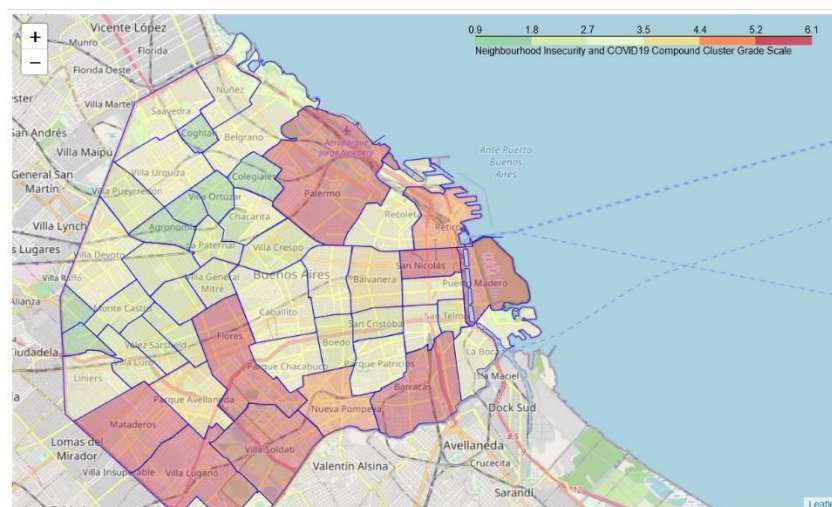 +
−
0.9 1.8 2.7 3.5 4.4 5.2 6.1
Neighbourhood Insecurity and COVID19 Compound Cluster Grade Scale
Vicente López
Munro
Florida
Florida Oeste
Villa Martelli
San Andrés
Villa Maipú
General San
Martín
Villa Lynch
Núñez
Saavedra
Coghlan
Belgrano
Villa Urquiza
Villa Pueyrredon
Colegiales
Villa Ortúzar
Chacarita
Agronomía
La Paternal
Villa Crespo
Villa Devoto
Aeroparque
Jorge Newbery
Palermo
Recoleta
Retiro
Ante Puerto
Buenos
Aires
San Nicolás
Puerto Madero
Villa General
Mitre
Buenos Aires
Balvanera
Monte Castro
Caballito
San Cristóbal
San Telmo
Ciudadela
Vélez Sarsfield
Flores
Boedo
Villa Luro
Parque Chacabuco
Parque Patricios
La Boca
Liniers
Isla Maciel
Parque Avellaneda
Barracas
Nueva Pompeya
Dock Sud
Mataderos
Lomas del
Mirador
Villa Soldati
Avellaneda
Crucecita
Villa Insuperable
Villa Lugano
Valentín Alsina
Sarandí